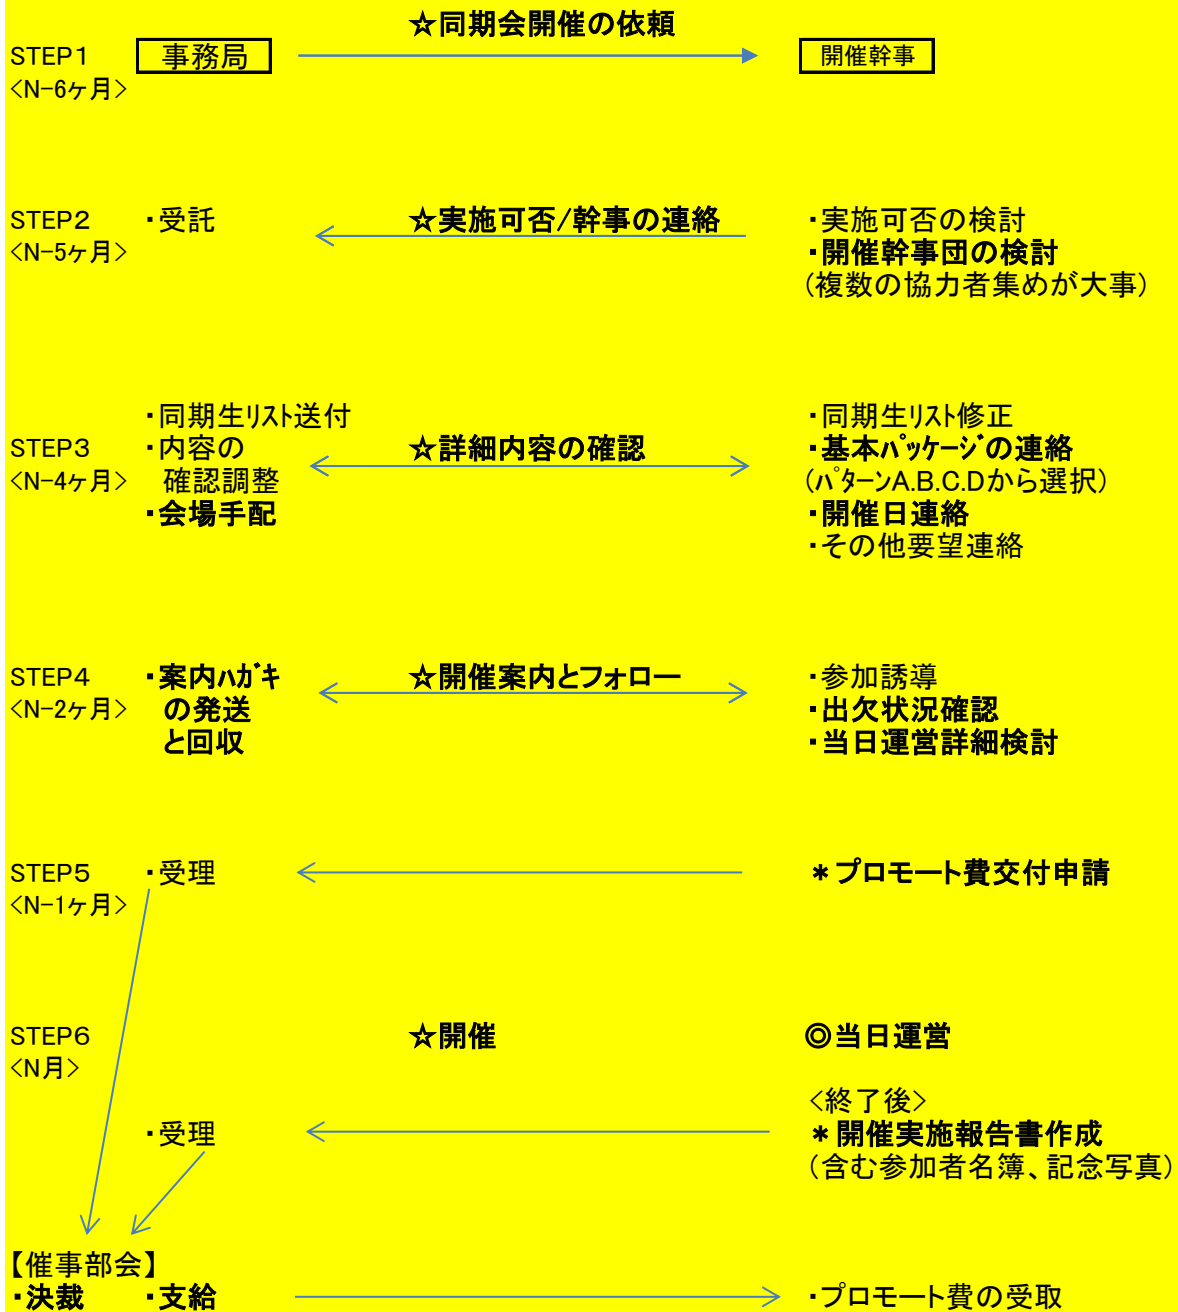 ☆同期会開催の依頼
STEP1 事務局 開催幹事
<N-6ヶ月>
STEP2 ・受託 ☆実施可否/幹事の連絡 ・実施可否の検討
<N-5ヶ月> ・開催幹事団の検討
(複数の協力者集めが大事)
・同期生リスト送付 ・同期生リスト修正
STEP3 ・内容の ☆詳細内容の確認 ・基本パッケージの連絡
<N-4ヶ月> 確認調整 (パターンA.B.C.Dから選択)
・会場手配 ・開催日連絡
・その他要望連絡
STEP4 ・案内ハガキ ☆開催案内とフォロー ・参加誘導
<N-2ヶ月> の発送 ・出欠状況確認
と回収 ・当日運営詳細検討
STEP5 ・受理 *プロモート費交付申請
<N-1ヶ月>
STEP6 ☆開催 ◎当日運営
<N月>
<終了後>
・受理 *開催実施報告書作成
(含む参加者名簿、記念写真)
【催事部会】
・決裁 ・支給 ・プロモート費の受取